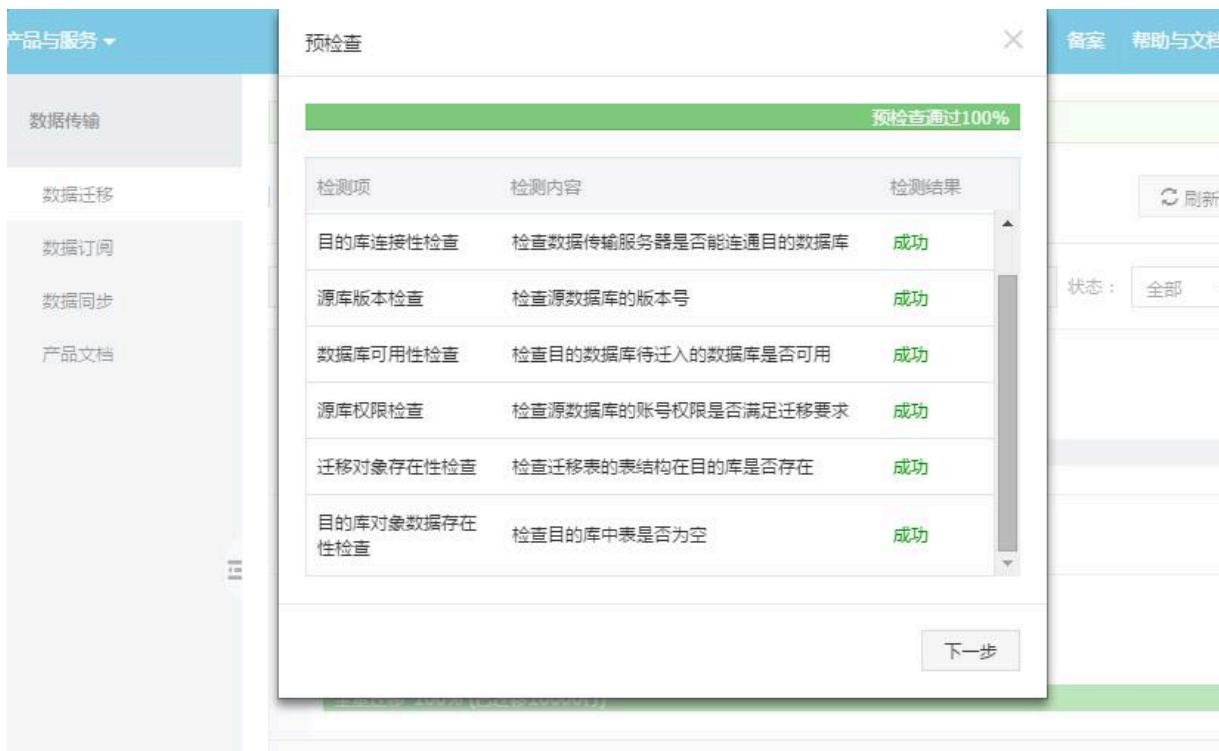 产品与服务
备案 帮助与文档
预检查
预检查通过100%
数据传输
数据迁移
数据订阅
数据同步
产品文档
刷新
状态： 全部
检测项 检测内容 检测结果
目的库连接性检查 检查数据传输服务器是否能连通目的数据库 成功
源库版本检查 检查源数据库的版本号 成功
数据库可用性检查 检查目的数据库待迁入的数据库是否可用 成功
源库权限检查 检查源数据库的账号权限是否满足迁移要求 成功
迁移对象存在性检查 检查迁移表的表结构在目的库是否存在 成功
目的库对象数据存在
性检查 检查目的库中表是否为空 成功
下一步